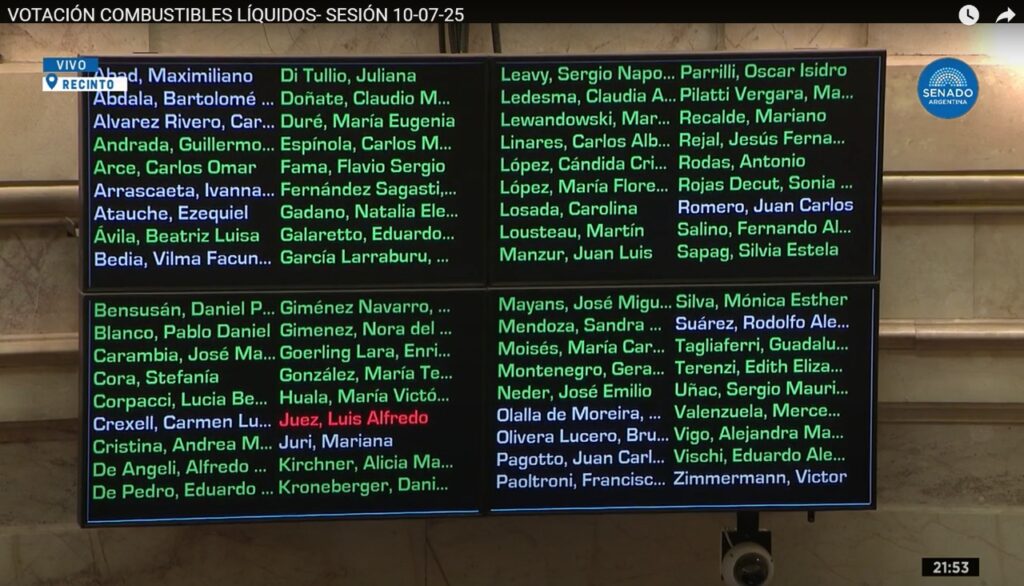 VOTACIÓN COMBUSTIBLES LÍQUIDOS- SESIÓN 10-07-25
VIVO
RECINTO
SENADO
ARGENTINA
Abad, Maximiliano
Abdala, Bartolomé ...
Alvarez Rivero, Car...
Andrada, Guillermo...
Arce, Carlos Omar
Arrascaeta, Ivanna...
Atauche, Ezequiel
Ávila, Beatriz Luisa
Bedia, Vilma Facun...
Di Tullio, Juliana
Doñate, Claudio M...
Duré, María Eugenia
Espínola, Carlos M...
Fama, Flavio Sergio
Fernández Sagasti,...
Gadano, Natalia Ele...
Galaretto, Eduardo...
García Larraburu, ...
Leavy, Sergio Napo...
Ledesma, Claudia A...
Lewandowski, Mar...
Linares, Carlos Alb...
López, Cándida Cri...
López, María Flore...
Losada, Carolina
Lousteau, Martín
Manzur, Juan Luis
Parrilli, Oscar Isidro
Pilatti Vergara, Ma...
Recalde, Mariano
Rejal, Jesús Ferna...
Rodas, Antonio
Rojas Decut, Sonia ...
Romero, Juan Carlos
Salino, Fernando Al...
Sapag, Silvia Estela
Bensusán, Daniel P...
Blanco, Pablo Daniel
Carambia, José Ma...
Cora, Stefanía
Corpacci, Lucia Be...
Crexell, Carmen Lu...
Cristina, Andrea M...
De Angeli, Alfredo ...
De Pedro, Eduardo ...
Giménez Navarro, ...
Gimenez, Nora del ...
Goerling Lara, Enri...
González, María Te...
Huala, María Victó...
Juez, Luis Alfredo
Juri, Mariana
Kirchner, Alicia Ma...
Kroneberger, Dani...
Mayans, José Migu...
Mendoza, Sandra ...
Moisés, María Car...
Montenegro, Gera...
Neder, José Emilio
Olalla de Moreira, ...
Olivera Lucero, Bru...
Pagotto, Juan Carl...
Paoltroni, Francisc...
Silva, Mónica Esther
Suárez, Rodolfo Ale...
Tagliaferri, Guadalu...
Terenzi, Edith Eliza...
Uñac, Sergio Mauri...
Valenzuela, Merce...
Vigo, Alejandra Ma...
Vischi, Eduardo Ale...
Zimmermann, Victor
21:53